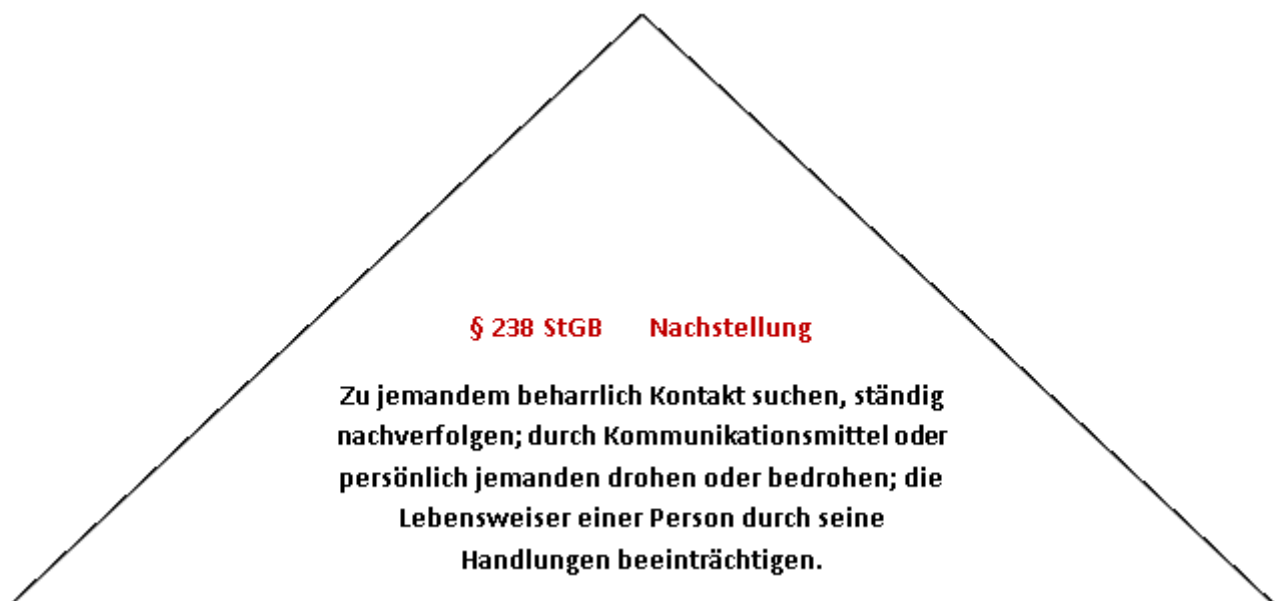 § 238 StGB Nachstellung
Zu jemandem beharrlich Kontakt suchen, ständig
nachverfolgen; durch Kommunikationsmittel oder
persönlich jemanden drohen oder bedrohen; die
Lebensweiser einer Person durch seine
Handlungen beeinträchtigen.